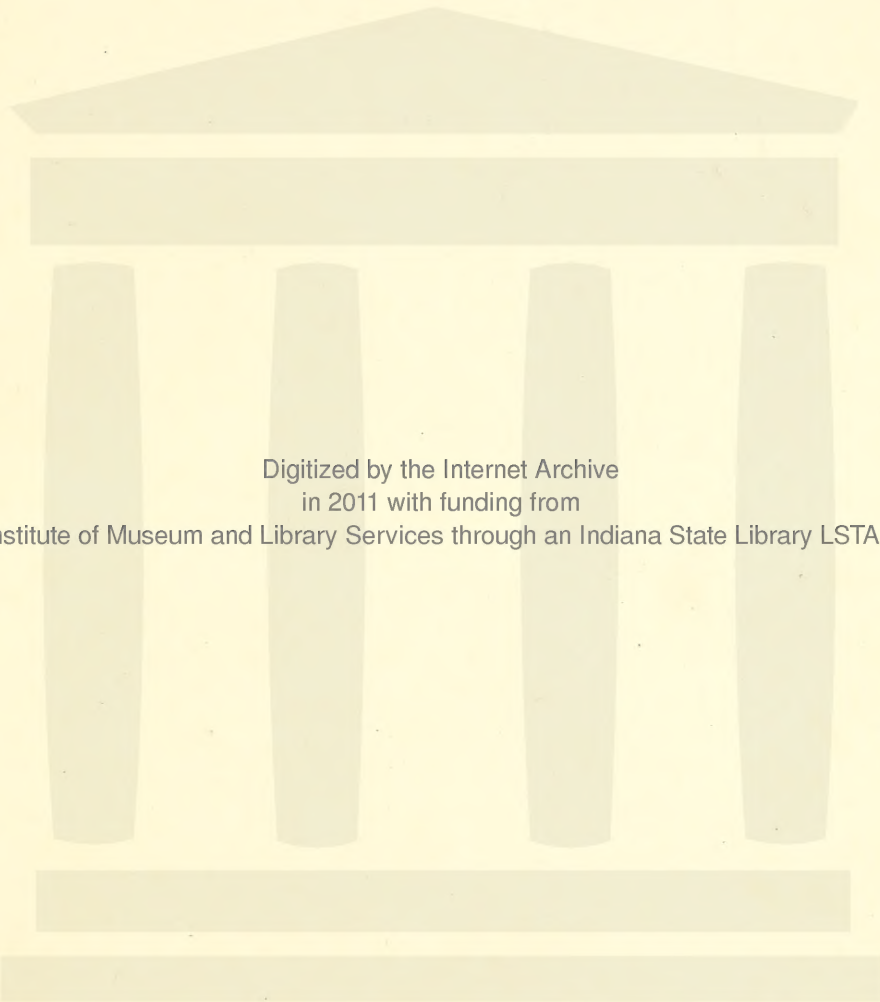 Digitized by the Internet Archive
in 2011 with funding from
of Museum and Library Services through an Indiana State Library LSTA